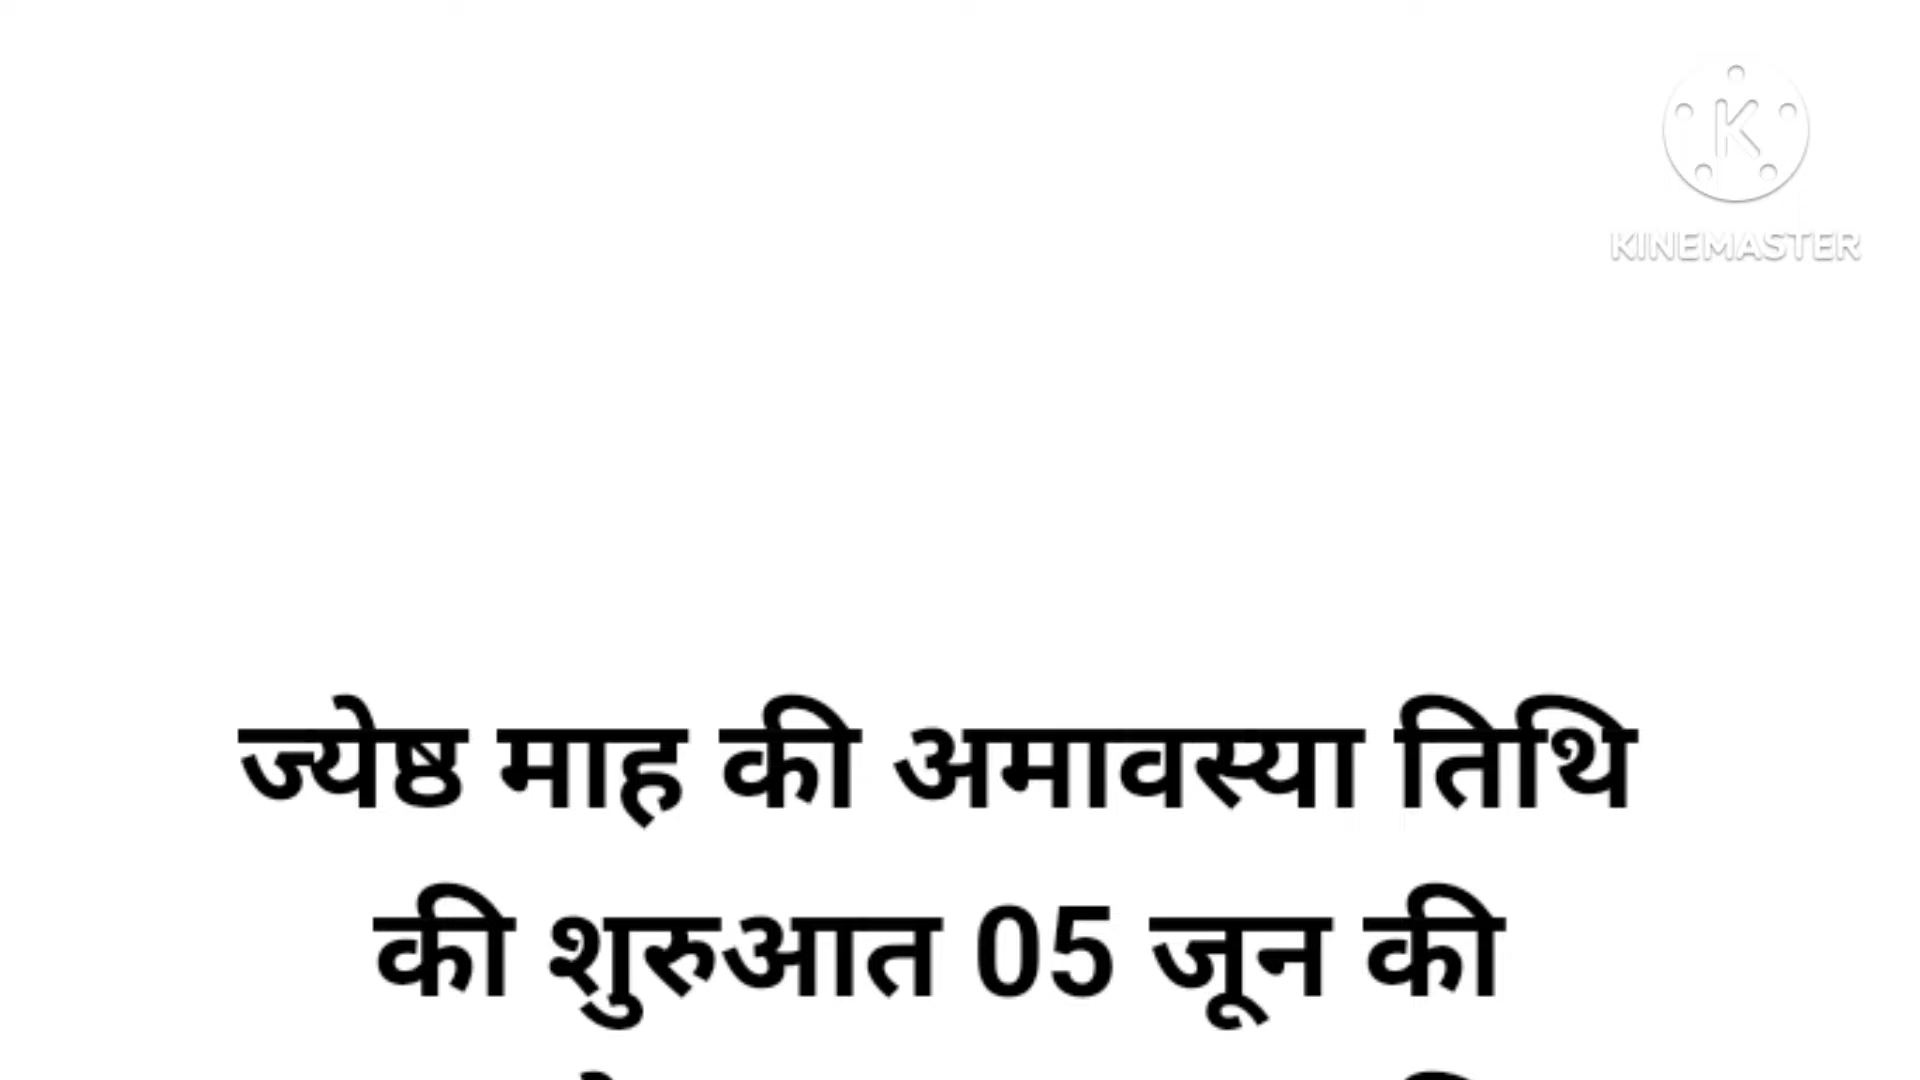 K
KINEMASTER
ज्येष्ठ माह की अमावस्या तिथि
की शुरुआत 05 जून की